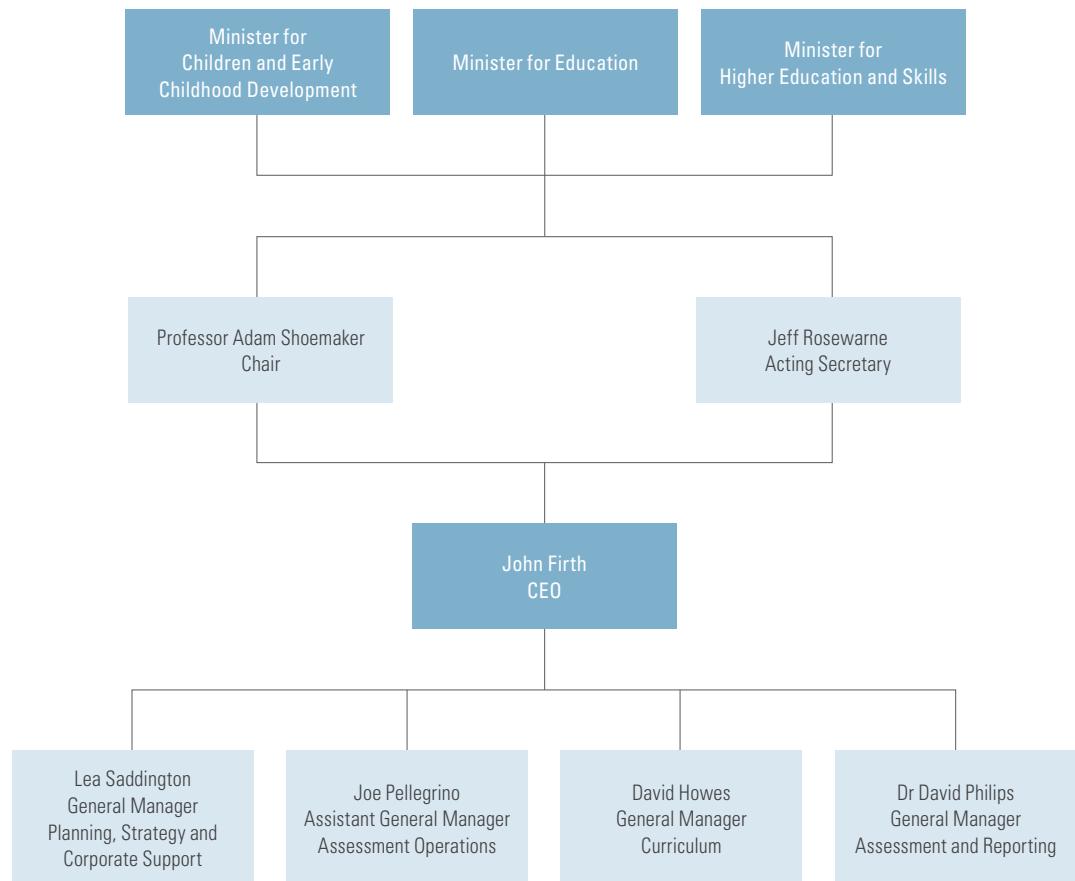 Minister for
Children and Early
Childhood Development
Minister for Education
Minister for
Higher Education and Skills
Professor Adam Shoemaker
Chair
Jeff Rosewarne
Acting Secretary
John Firth
CEO
Lea Saddington
General Manager
Planning, Strategy and
Corporate Support
Joe Pellegrino
Assistant General Manager
Assessment Operations
David Howes
General Manager
Curriculum
Dr David Philips
General Manager
Assessment and Reporting